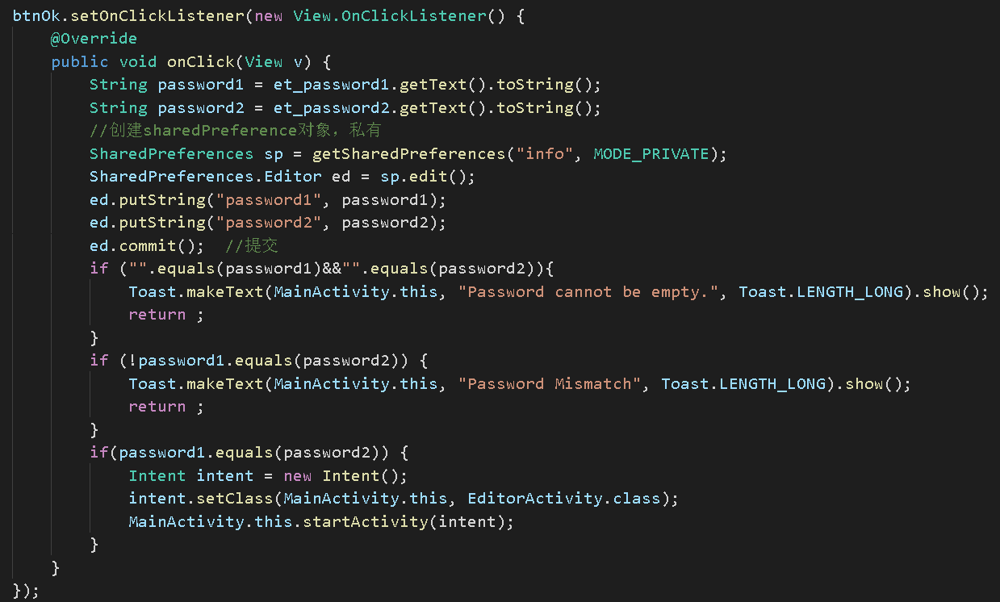 btnOk.setOnClickListener(new View.OnClickListener() {
    @Override
    public void onClick(View v) {
        String password1 = et_password1.getText().toString();
        String password2 = et_password2.getText().toString();
        //创建sharedPreference对象，私有
        SharedPreferences sp = getSharedPreferences("info", MODE_PRIVATE);
        SharedPreferences.Editor ed = sp.edit();
        ed.putString("password1", password1);
        ed.putString("password2", password2);
        ed.commit();  //提交
        if ("".equals(password1)&&"".equals(password2)){
            Toast.makeText(MainActivity.this, "Password cannot be empty.", Toast.LENGTH_LONG).show();
            return ;
        }
        if (!password1.equals(password2)) {
            Toast.makeText(MainActivity.this, "Password Mismatch", Toast.LENGTH_LONG).show();
            return ;
        }
        if(password1.equals(password2)) {
            Intent intent = new Intent();
            intent.setClass(MainActivity.this, EditorActivity.class);
            MainActivity.this.startActivity(intent);
        }
    }
});